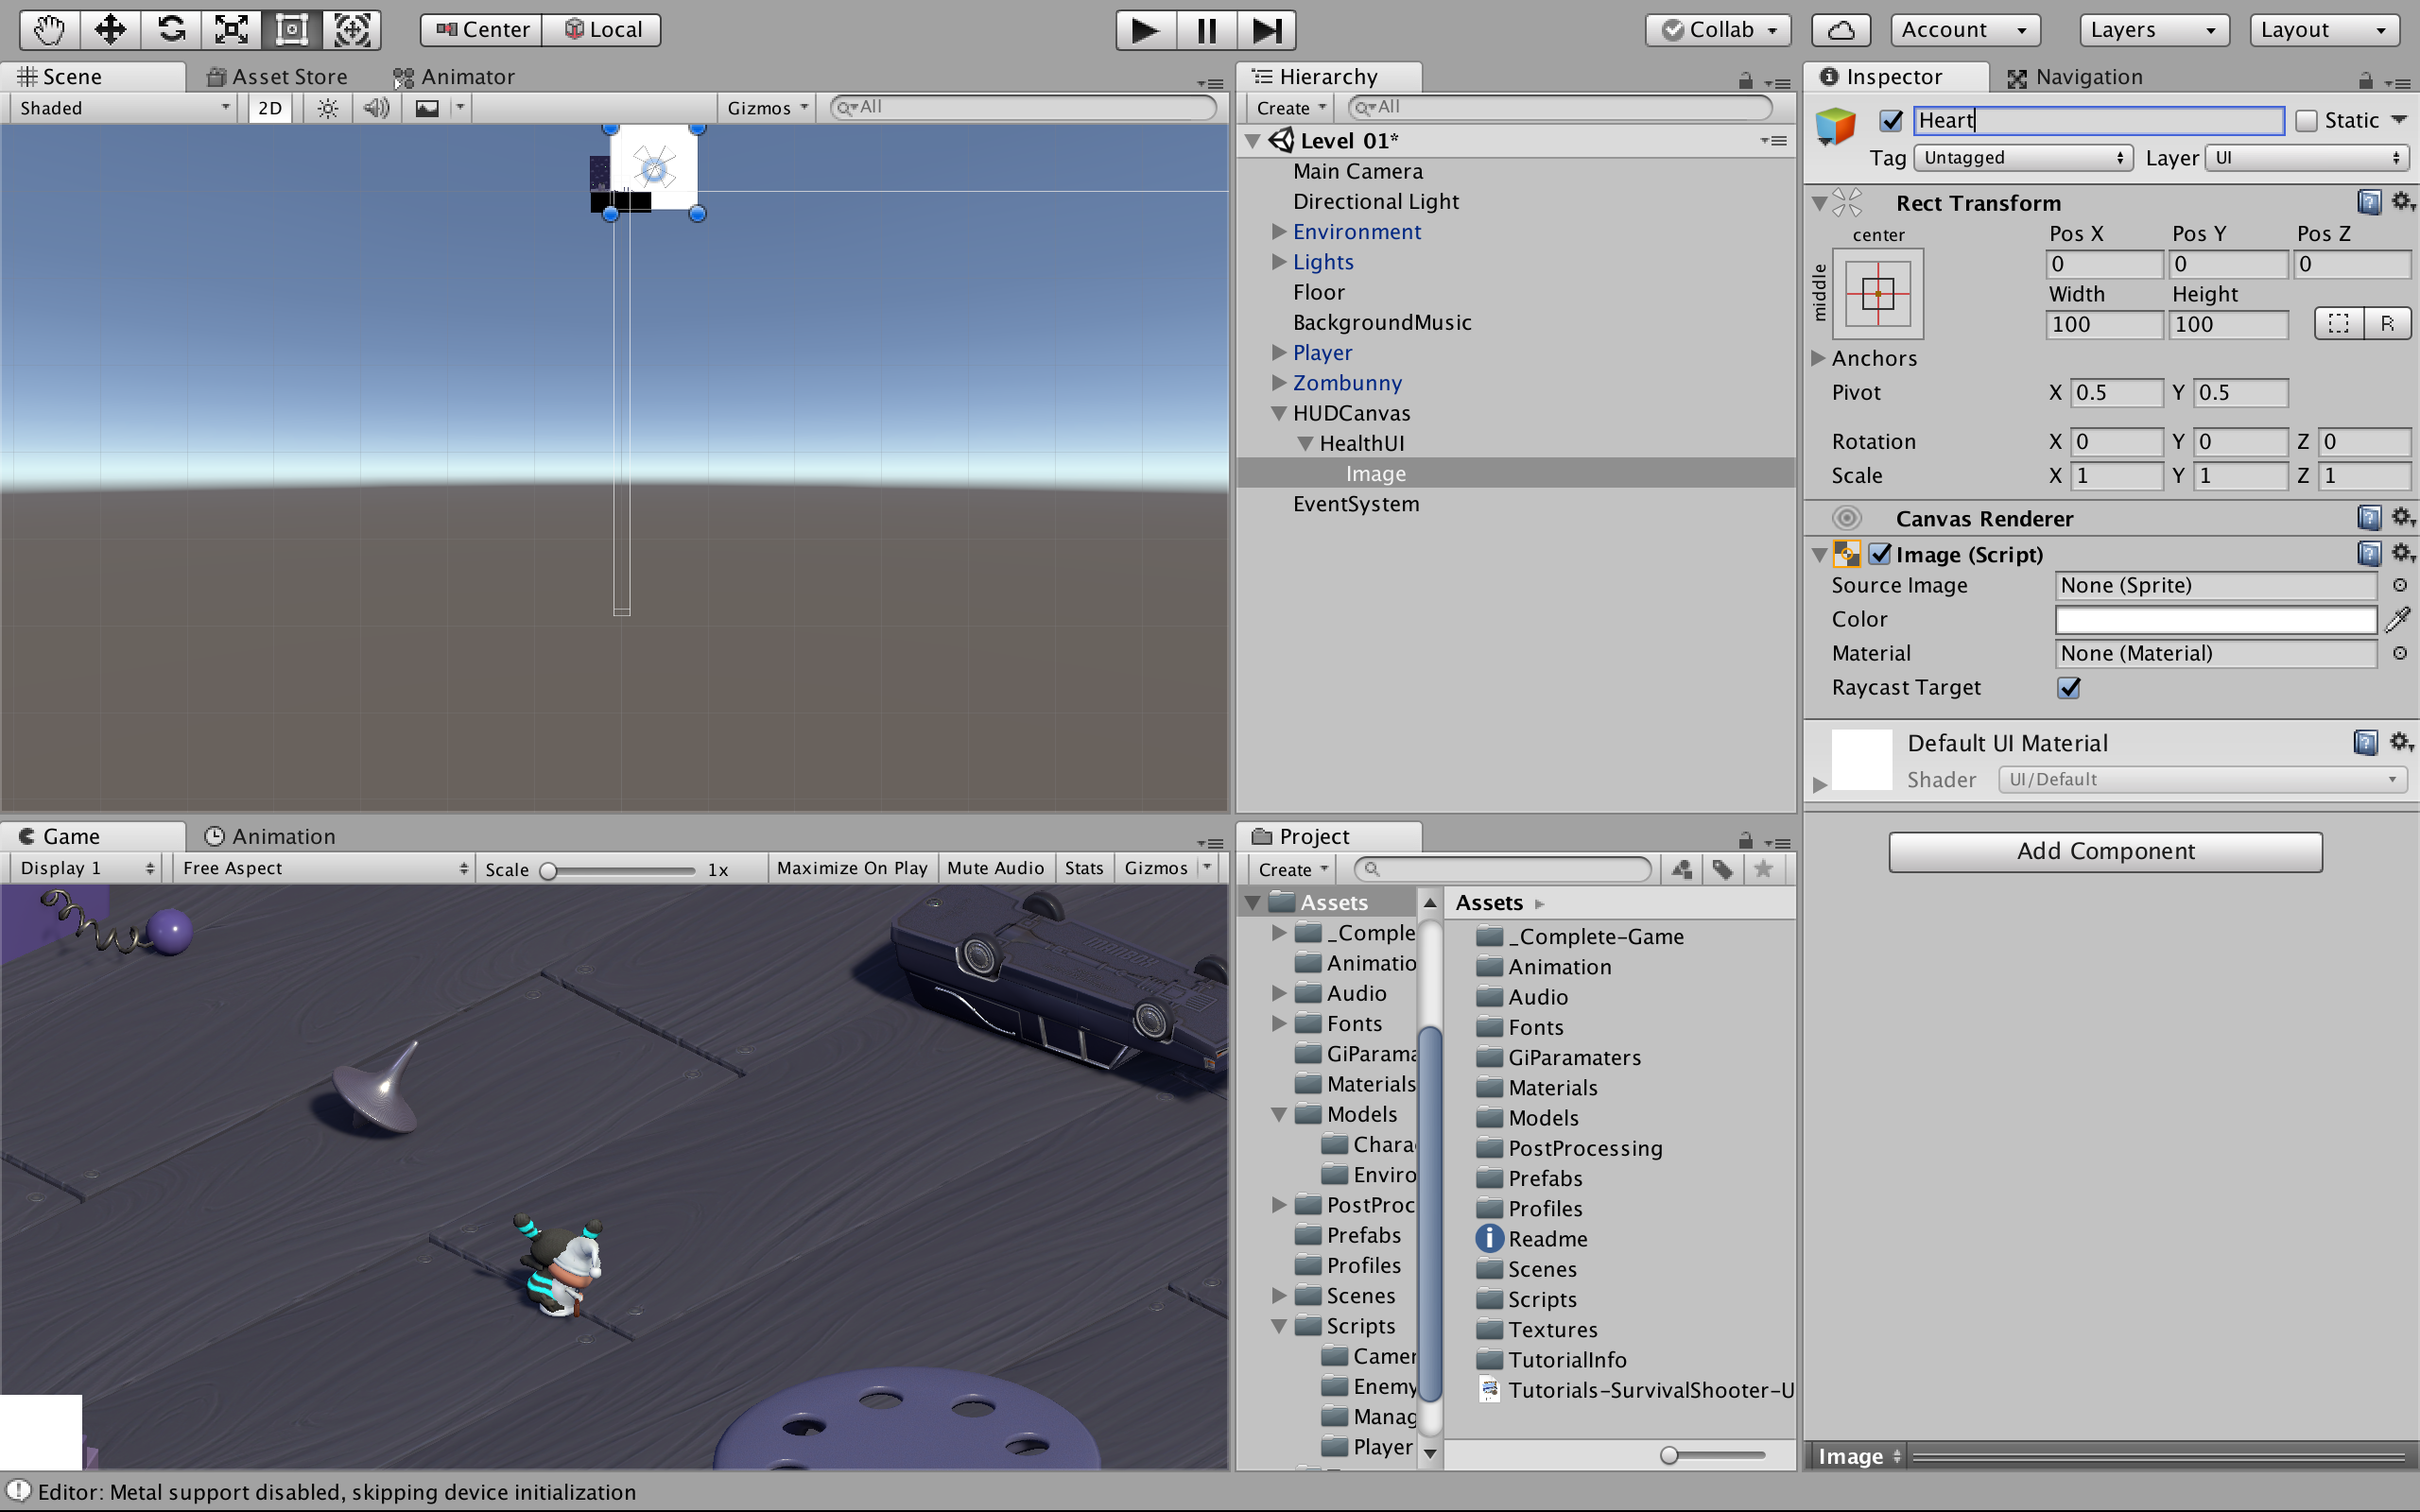 Center Local Collab Account Layers Layout
Scene Asset Store Animator
Shaded 2D Gizmos All
Hierarchy
Create All
Level 01*
Main Camera
Directional Light
Environment
Lights
Floor
BackgroundMusic
Player
Zombunny
HUDCanvas
HealthUI
Image
EventSystem
Inspector Navigation
Heart Static
Tag Untagged Layer UI
Rect Transform
center Pos X Pos Y Pos Z
middle 0 0 0
Width Height
100 100 R
Anchors
Pivot X 0.5 Y 0.5
Rotation X 0 Y 0 Z 0
Scale X 1 Y 1 Z 1
Canvas Renderer
Image (Script)
Source Image None (Sprite)
Color
Material None (Material)
Raycast Target
Default UI Material
Shader UI/Default
Add Component
Image
Game Animation
Display 1 Free Aspect Scale 1x Maximize On Play Mute Audio Stats Gizmos
Project
Create
Assets
_Comple
Animatio
Audio
Fonts
GiParama
Materials
Models
Chara
Enviro
PostProc
Prefabs
Profiles
Scenes
Scripts
Camer
Enemy
Manag
Player
Assets
_Complete-Game
Animation
Audio
Fonts
GiParamaters
Materials
Models
PostProcessing
Prefabs
Profiles
Readme
Scenes
Scripts
Textures
TutorialInfo
Tutorials-SurvivalShooter-U
Editor: Metal support disabled, skipping device initialization